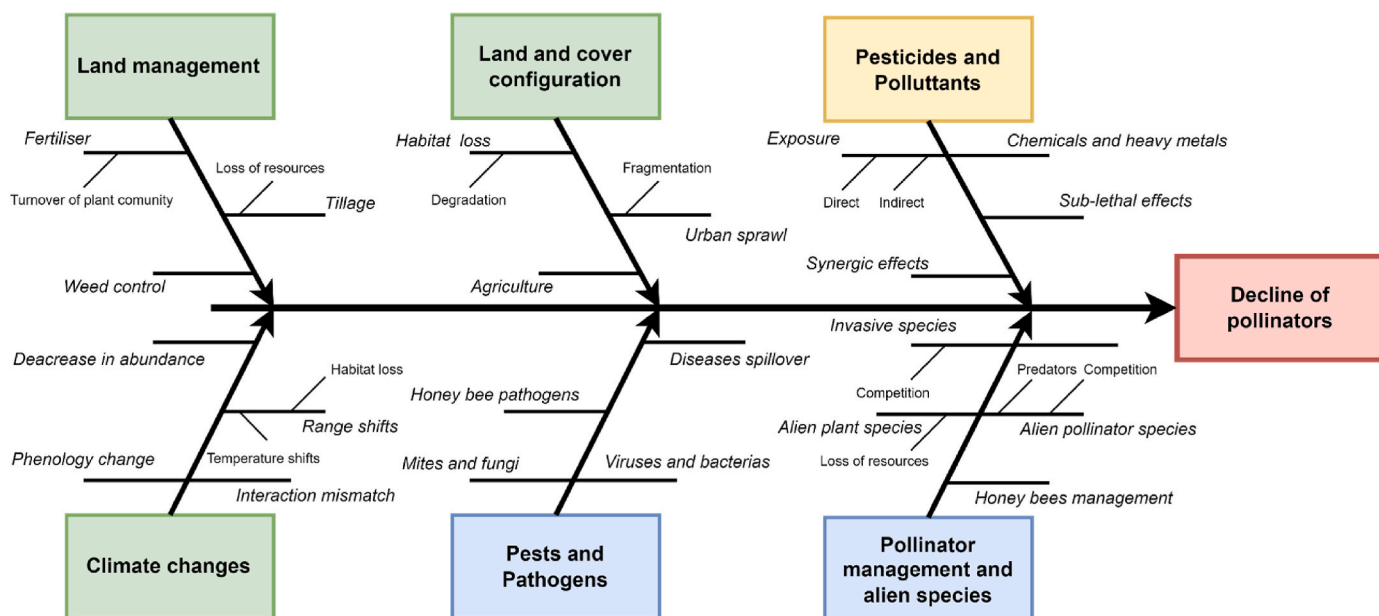 Land management
Land and cover
configuration
Pesticides and
Polluttants
Fertiliser
Loss of resources
Turnover of plant comunity
Tillage
Weed control
Habitat loss
Fragmentation
Degradation
Urban sprawl
Agriculture
Exposure
Chemicals and heavy metals
Direct
Indirect
Sub-lethal effects
Synergic effects
Decline of
pollinators
Deacrease in abundance
Habitat loss
Range shifts
Phenology change
Temperature shifts
Interaction mismatch
Diseases spillover
Honey bee pathogens
Mites and fungi
Viruses and bacterias
Invasive species
Competition
Predators
Competition
Alien plant species
Alien pollinator species
Loss of resources
Honey bees management
Climate changes
Pests and
Pathogens
Pollinator
management and
alien species